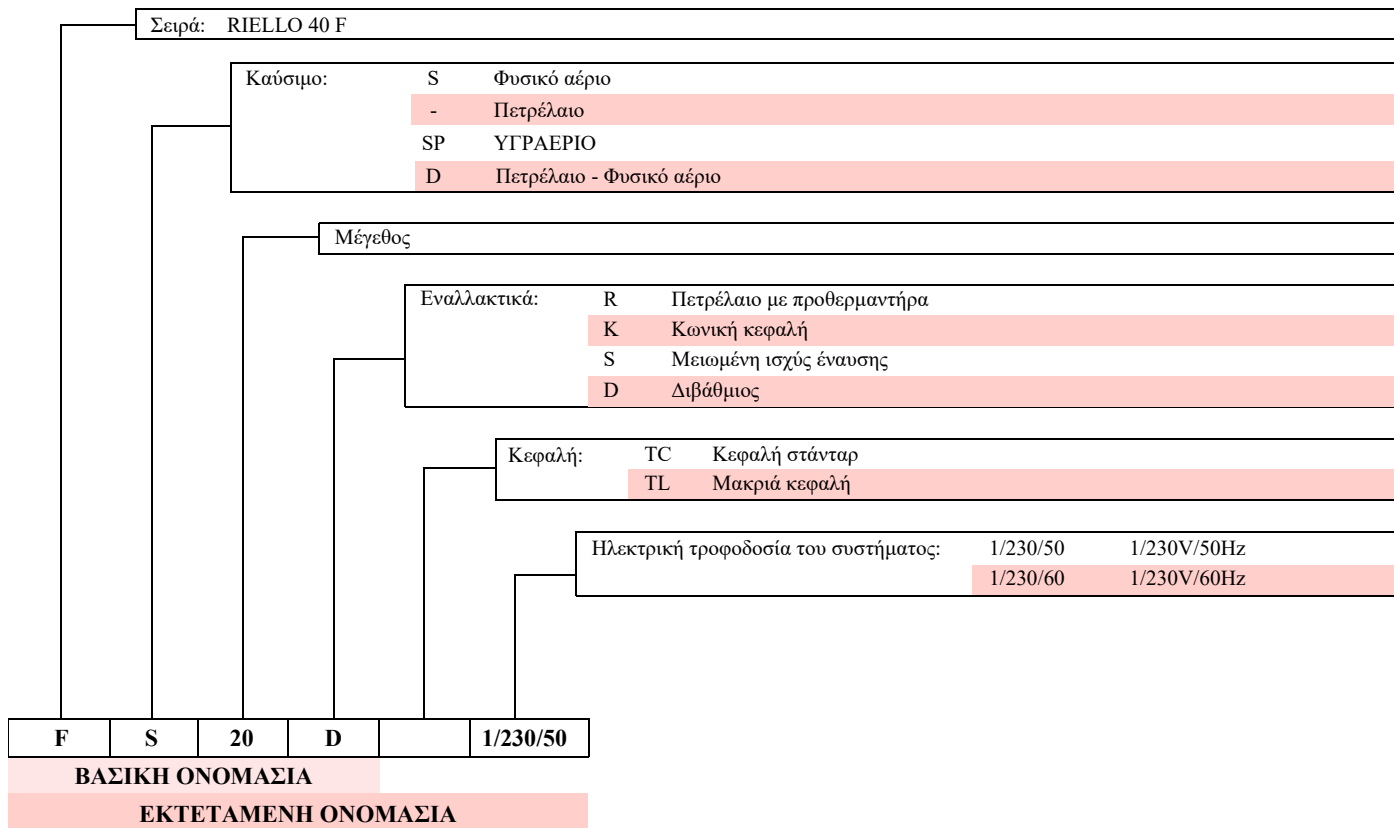 Σειρά: RIELLO 40 F
Καύσιμο: S Φυσικό αέριο
- Πετρέλαιο
SP ΥΓΡΑΕΡΙΟ
D Πετρέλαιο - Φυσικό αέριο
Μέγεθος
Εναλλακτικά: R Πετρέλαιο με προθερμαντήρα
K Κωνική κεφαλή
S Μειωμένη ισχύς έναυσης
D Διβάθμιος
Κεφαλή: TC Κεφαλή στάνταρ
TL Μακριά κεφαλή
Ηλεκτρική τροφοδοσία του συστήματος: 1/230/50 1/230V/50Hz
1/230/60 1/230V/60Hz
F S 20 D 1/230/50
ΒΑΣΙΚΗ ΟΝΟΜΑΣΙΑ
ΕΚΤΕΤΑΜΕΝΗ ΟΝΟΜΑΣΙΑ